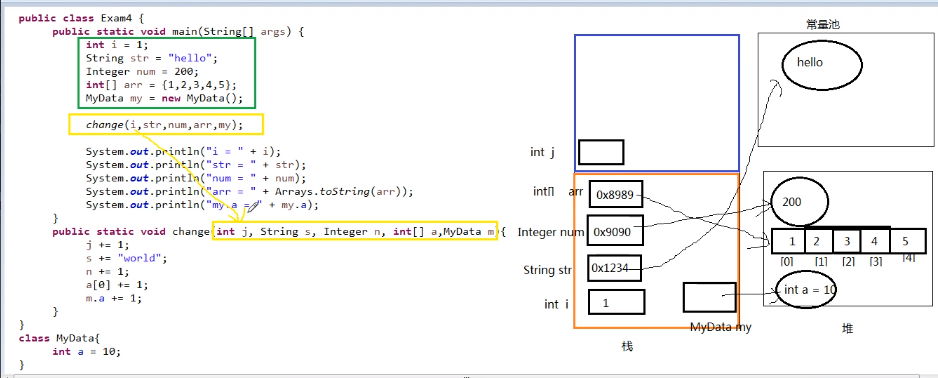 public class Exam4 {
public static void main(String[] args) {
int i = 1;
String str = "hello";
Integer num = 200;
int[] arr = {1,2,3,4,5};
MyData my = new MyData();
change(i,str,num,arr,my);
System.out.println("i = " + i);
System.out.println("str = " + str);
System.out.println("num = " + num);
System.out.println("arr = " + Arrays.toString(arr));
System.out.println("my.a = " + my.a);
}
public static void change(int j, String s, Integer n, int[] a,MyData m){
j += 1;
s += "world";
n += 1;
a[0] += 1;
m.a += 1;
}
}
class MyData{
int a = 10;
}
int j
int[] arr 0x8989
Integer num 0x9090
String str 0x1234
int i 1
MyData my
栈
常量池
hello
200
1 2 3 4 5
[0] [1] [2] [3] [4]
int a = 10
堆